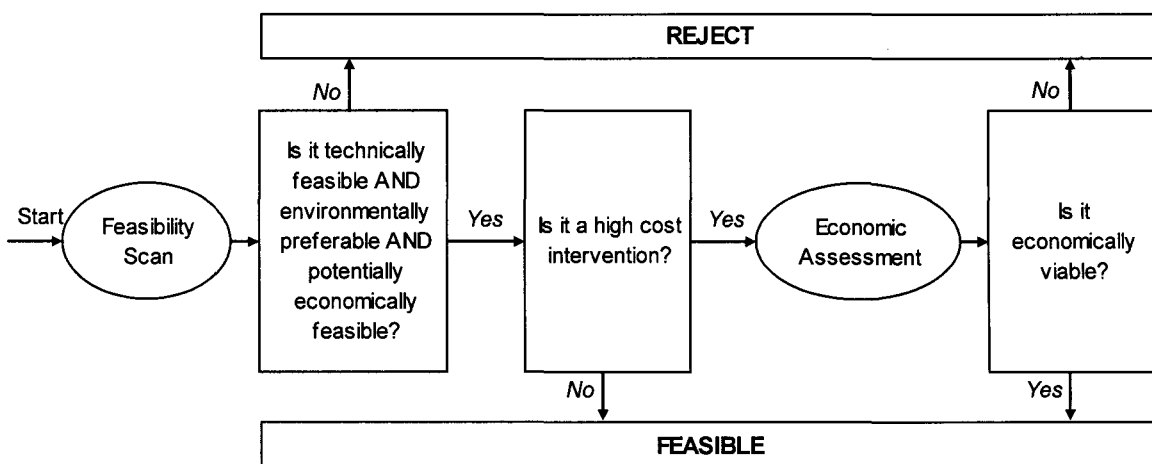 REJECT
No
No
Start
Feasibility
Scan
Is it technically
feasible AND
environmentally
preferable AND
potentially
economically
feasible?
Yes
Is it a high cost
intervention?
Yes
Economic
Assessment
Is it
economically
viable?
No
Yes
FEASIBLE